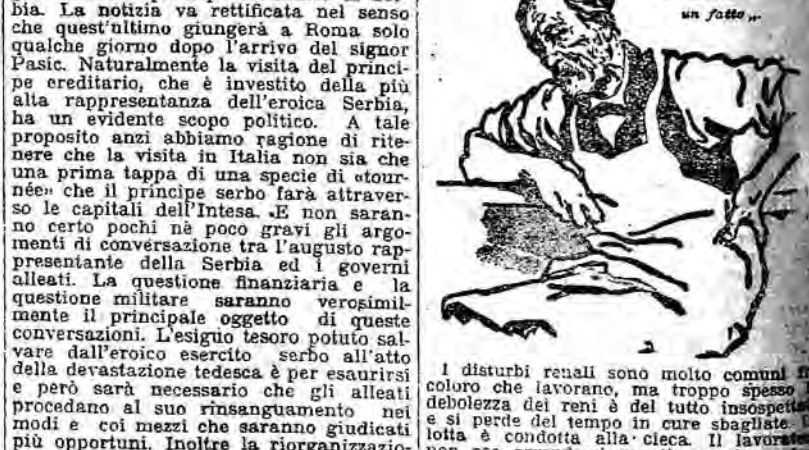 bia. La notizia va rettificata nel senso
che quest'ultimo giungerà a Roma solo
qualche giorno dopo l'arrivo del signor
Pasic. Naturalmente la visita del princi-
pe ereditario, che è investito della più
alta rappresentanza dell'eroica Serbia,
ha un evidente scopo politico. A tale
proposito anzi abbiamo ragione di rite-
nere che la visita in Italia non sia che
una prima tappa di una specie di «tour-
née» che il principe serbo farà attraver-
so le capitali dell'Intesa. E non saran-
no certo pochi nè poco gravi gli argo-
menti di conversazione tra l'augusto rap-
presentante della Serbia ed i governi
alleati. La questione finanziaria e la
questione militare saranno verosimil-
mente il principale oggetto di queste
conversazioni. L'esiguo tesoro potuto sal-
vare dall'eroico esercito serbo all'atto
della devastazione tedesca è per esaurirsi
e però sarà necessario che gli alleati
procedano al suo rinsanguamento nei
modi e coi mezzi che saranno giudicati
più opportuni. Inoltre la riorganizzazio-
un fatto„.
I disturbi renali sono molto comuni
coloro che lavorano, ma troppo spesso
debolezza dei reni è del tutto
e si perde del tempo in cure sbagliate.
lotta è condotta alla cieca. Il